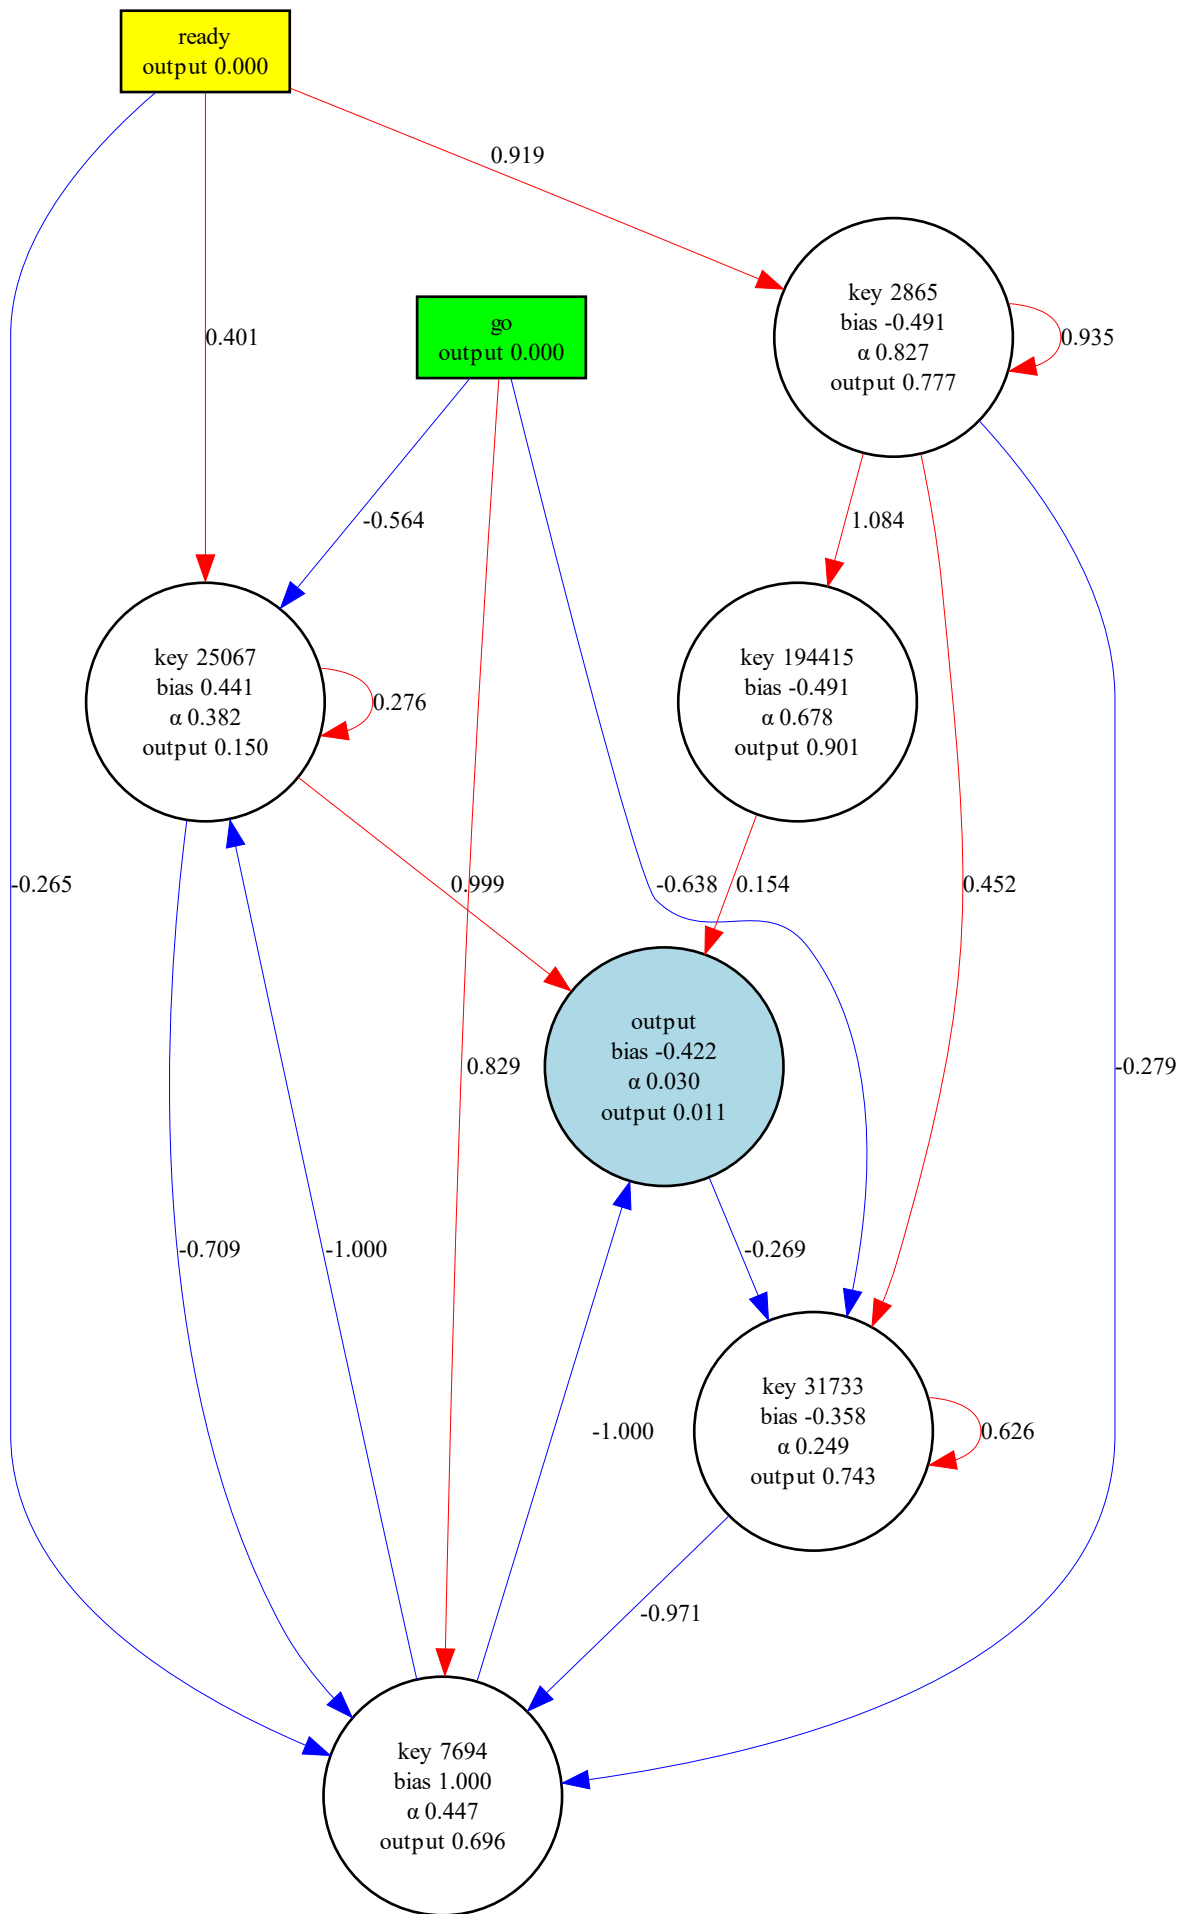 ready
output 0.000
0.919
key 2865
bias -0.491
α 0.827
output 0.777
0.935
go
output 0.000
0.401
-0.564
1.084
key 25067
bias 0.441
α 0.382
output 0.150
0.276
key 194415
bias -0.491
α 0.678
output 0.901
-0.265
0.999
-0.638
0.154
0.452
output
bias -0.422
α 0.030
output 0.011
0.829
-0.279
-0.709
-1.000
-0.269
key 31733
bias -0.358
α 0.249
output 0.743
-1.000
0.626
-0.971
key 7694
bias 1.000
α 0.447
output 0.696